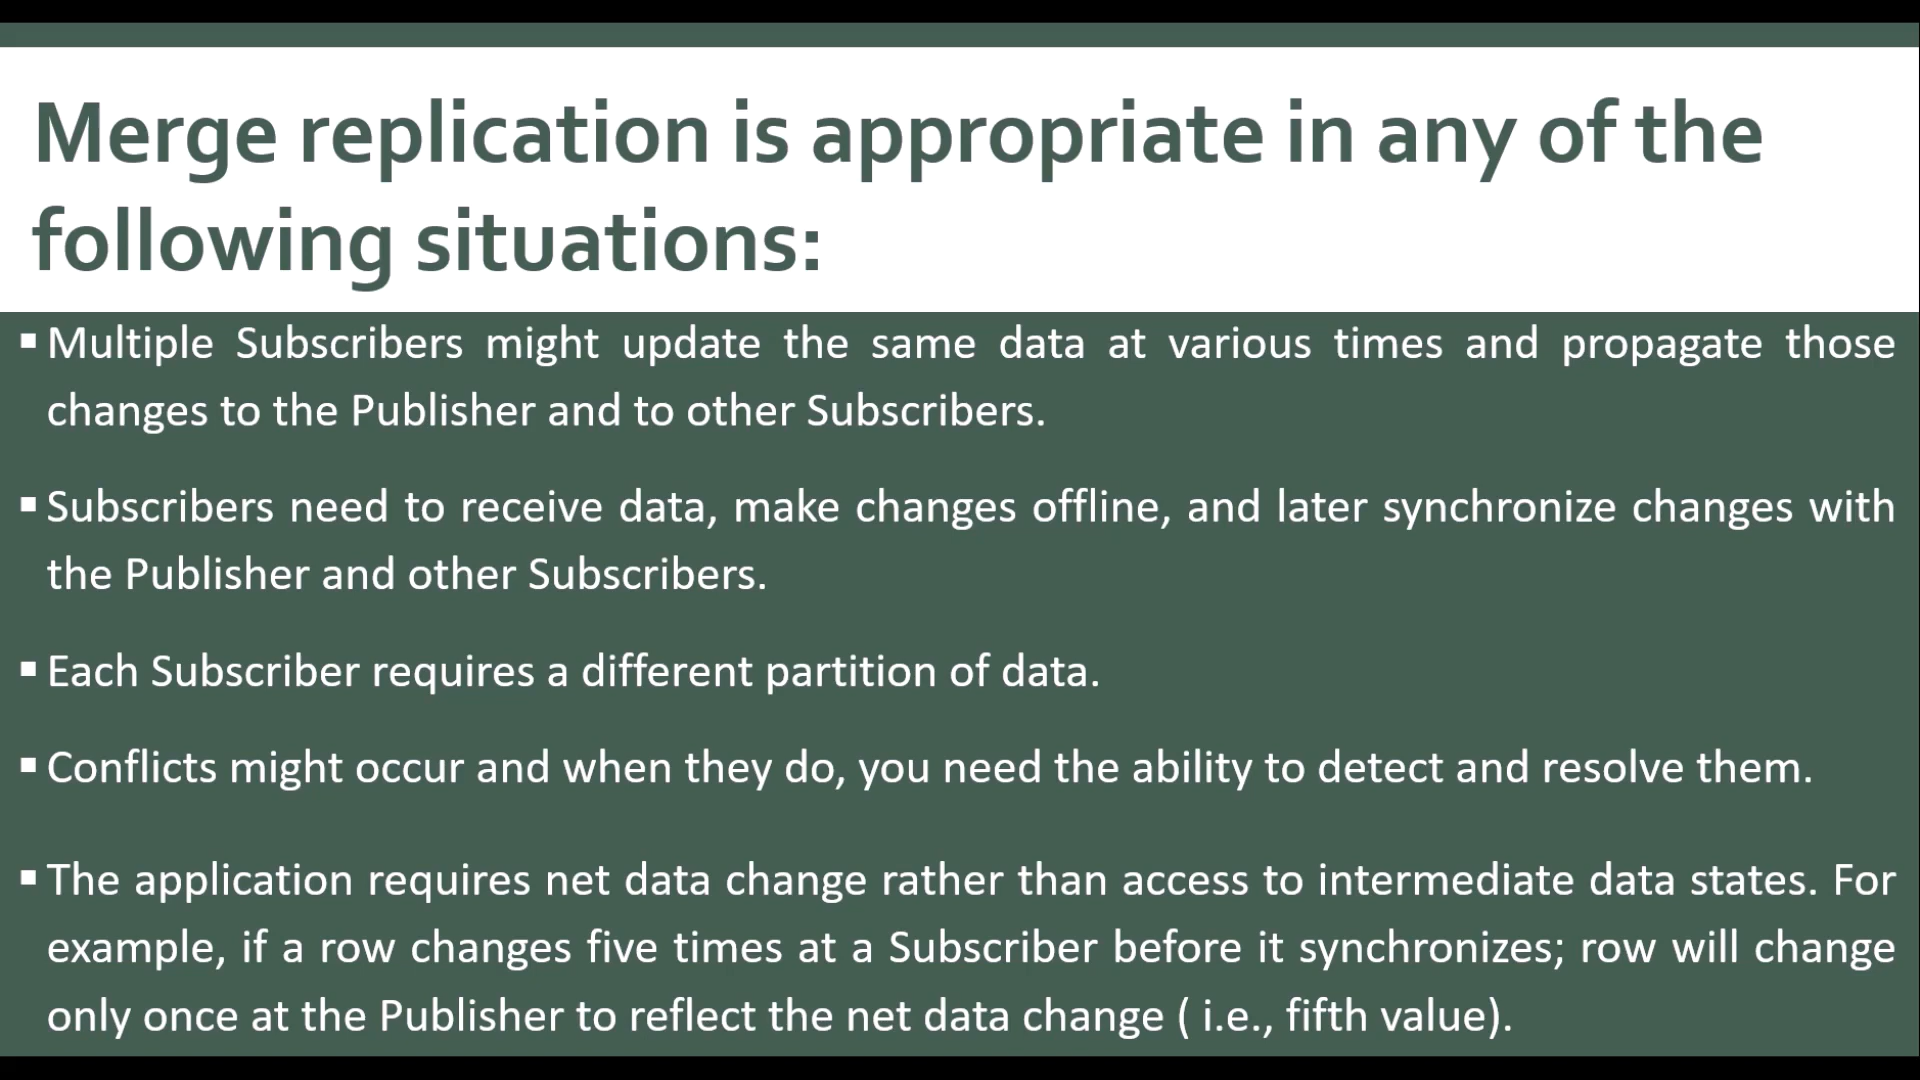 Merge replication is appropriate in any of the
following situations:
▪ Multiple Subscribers might update the same data at various times and propagate those
changes to the Publisher and to other Subscribers.
▪ Subscribers need to receive data, make changes offline, and later synchronize changes with
the Publisher and other Subscribers.
▪ Each Subscriber requires a different partition of data.
▪ Conflicts might occur and when they do, you need the ability to detect and resolve them.
▪ The application requires net data change rather than access to intermediate data states. For
example, if a row changes five times at a Subscriber before it synchronizes; row will change
only once at the Publisher to reflect the net data change ( i.e., fifth value).